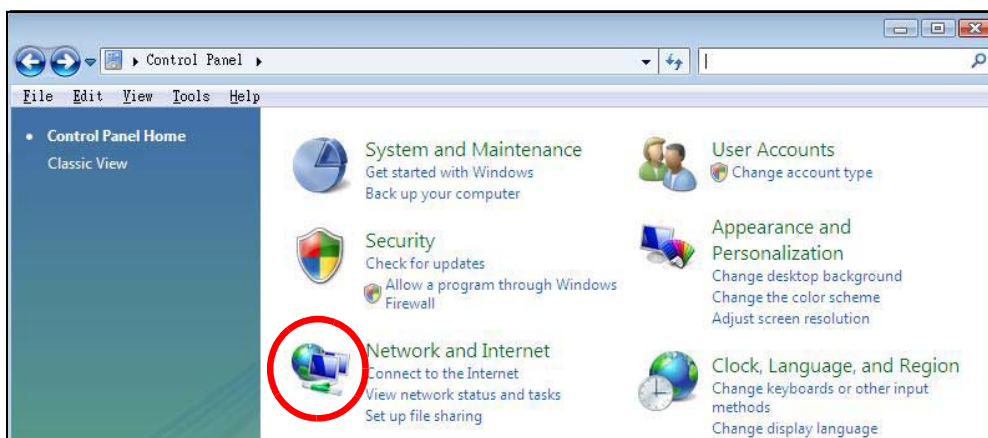 Control Panel
File Edit View Tools Help
Control Panel Home
Classic View
System and Maintenance
Get started with Windows
Back up your computer
Security
Check for updates
Allow a program through Windows
Firewall
Network and Internet
Connect to the Internet
View network status and tasks
Set up file sharing
User Accounts
Change account type
Appearance and
Personalization
Change desktop background
Change the color scheme
Adjust screen resolution
Clock, Language, and Region
Change keyboards or other input
methods
Change display language